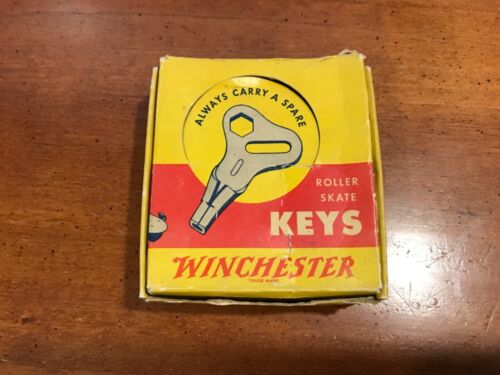 ALWAYS CARRY A SPARE
ROLLER
SKATE
KEYS
WINCHESTER
TRADE MARK